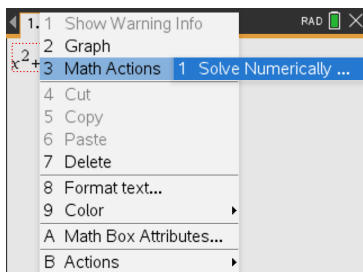 1.
RAD
x²+
1 Show Warning Info
2 Graph
3 Math Actions
1 Solve Numerically ...
4 Cut
5 Copy
6 Paste
7 Delete
8 Format text...
9 Color
A Math Box Attributes...
B Actions